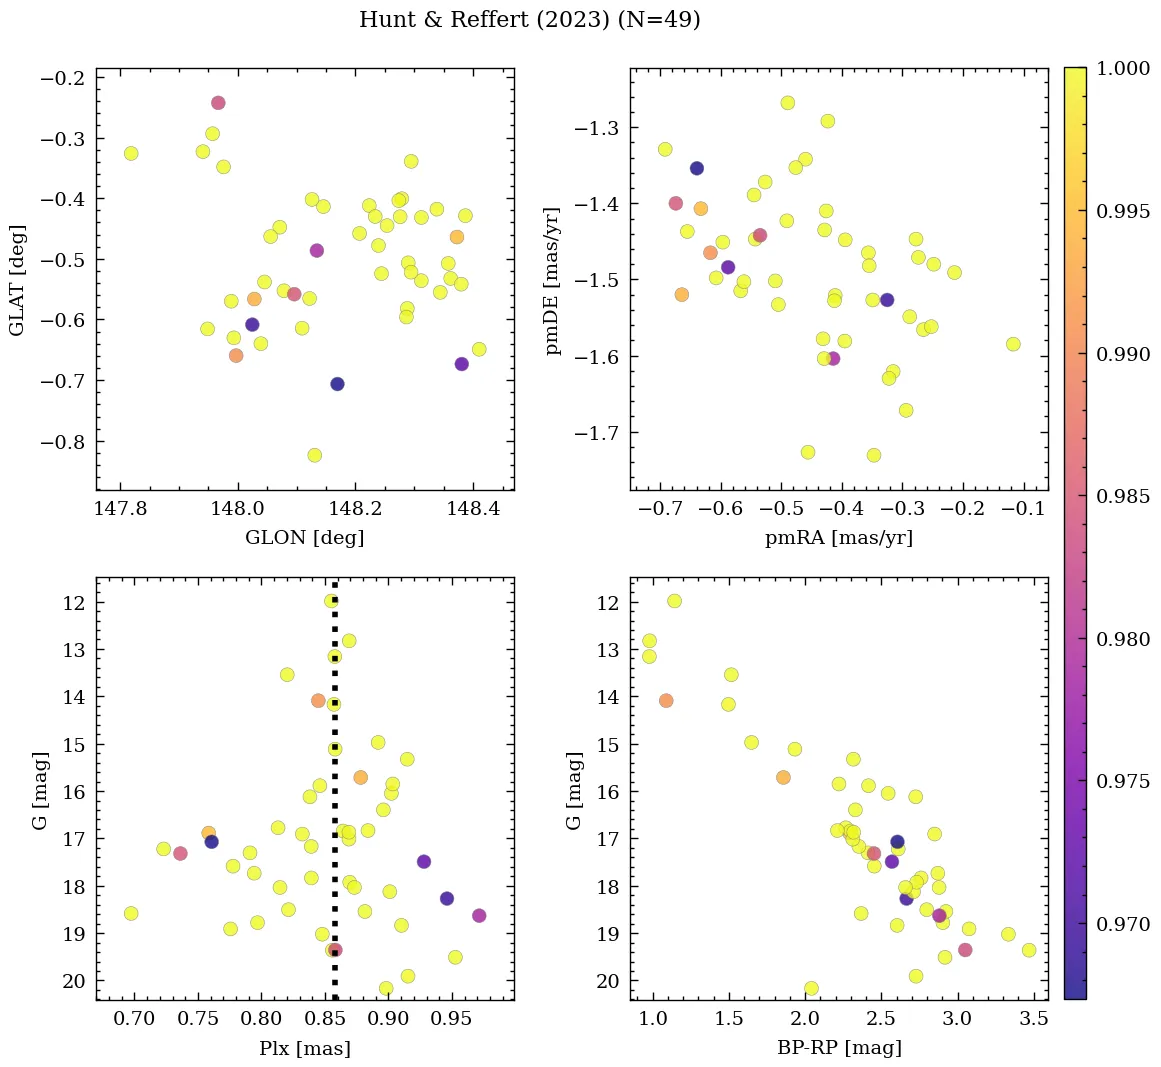 Hunt & Reffert (2023) (N=49)
−0.2
−0.3
−0.4
−0.5
−0.6
−0.7
−0.8
GLAT [deg]
147.8 148.0 148.2 148.4
GLON [deg]
−1.3
−1.4
−1.5
−1.6
−1.7
pmDE [mas/yr]
−0.7 −0.6 −0.5 −0.4 −0.3 −0.2 −0.1
pmRA [mas/yr]
12
13
14
15
16
17
18
19
20
G [mag]
0.70 0.75 0.80 0.85 0.90 0.95
Plx [mas]
12
13
14
15
16
17
18
19
20
G [mag]
1.0 1.5 2.0 2.5 3.0 3.5
BP-RP [mag]
1.000
0.995
0.990
0.985
0.980
0.975
0.970